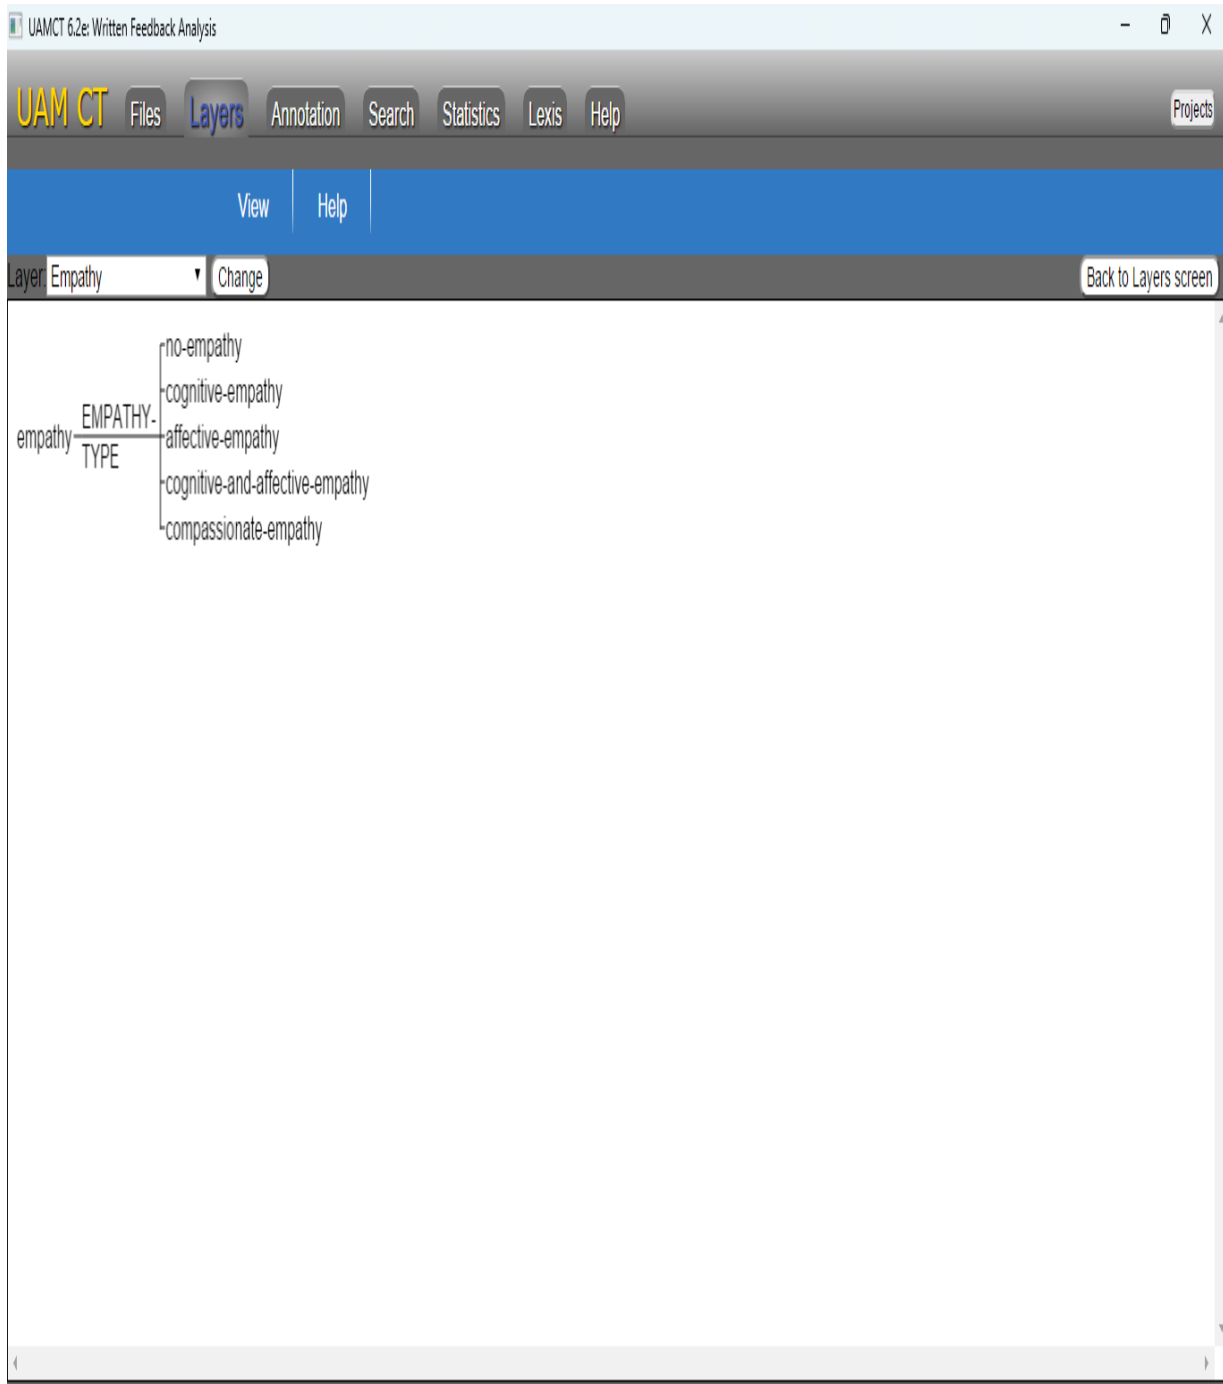 UAMCT 6.2e: Written Feedback Analysis
UAM CT Files Layers Annotation Search Statistics Lexis Help Projects
View Help
Layer: Empathy Change Back to Layers screen
no-empathy
cognitive-empathy
empathy EMPATHY-TYPE affective-empathy
cognitive-and-affective-empathy
compassionate-empathy